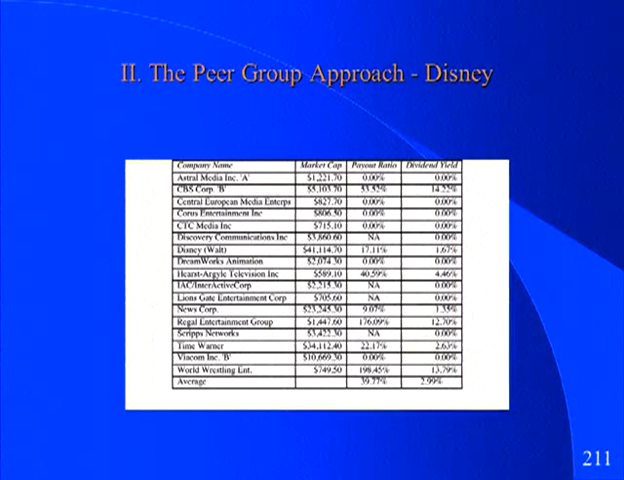 II. The Peer Group Approach - Disney
Company Name Market Cap Payout Ratio Dividend Yield
Astral Media Inc. 'A' $1,221.70 0.00% 0.00%
CBS Corp. 'B' $5,103.70 53.52% 14.22%
Central European Media Enterps $827.70 0.00% 0.00%
Corus Entertainment Inc $806.50 0.00% 0.00%
CTC Media Inc $715.10 0.00% 0.00%
Discovery Communications Inc $3,860.60 NA 0.00%
Disney (Walt) $41,114.70 17.11% 1.67%
DreamWorks Animation $2,074.30 0.00% 0.00%
Hearst-Argyle Television Inc $589.10 40.59% 4.46%
IAC/InterActiveCorp $2,215.30 NA 0.00%
Lions Gate Entertainment Corp $705.60 NA 0.00%
News Corp. $23,245.30 9.07% 1.35%
Regal Entertainment Group $1,447.60 176.09% 12.70%
Scripps Networks $3,422.30 NA 0.00%
Time Warner $34,112.40 22.17% 2.63%
Viacom Inc. 'B' $10,669.30 0.00% 0.00%
World Wrestling Ent. $749.50 198.45% 13.79%
Average 39.77% 2.99%
211